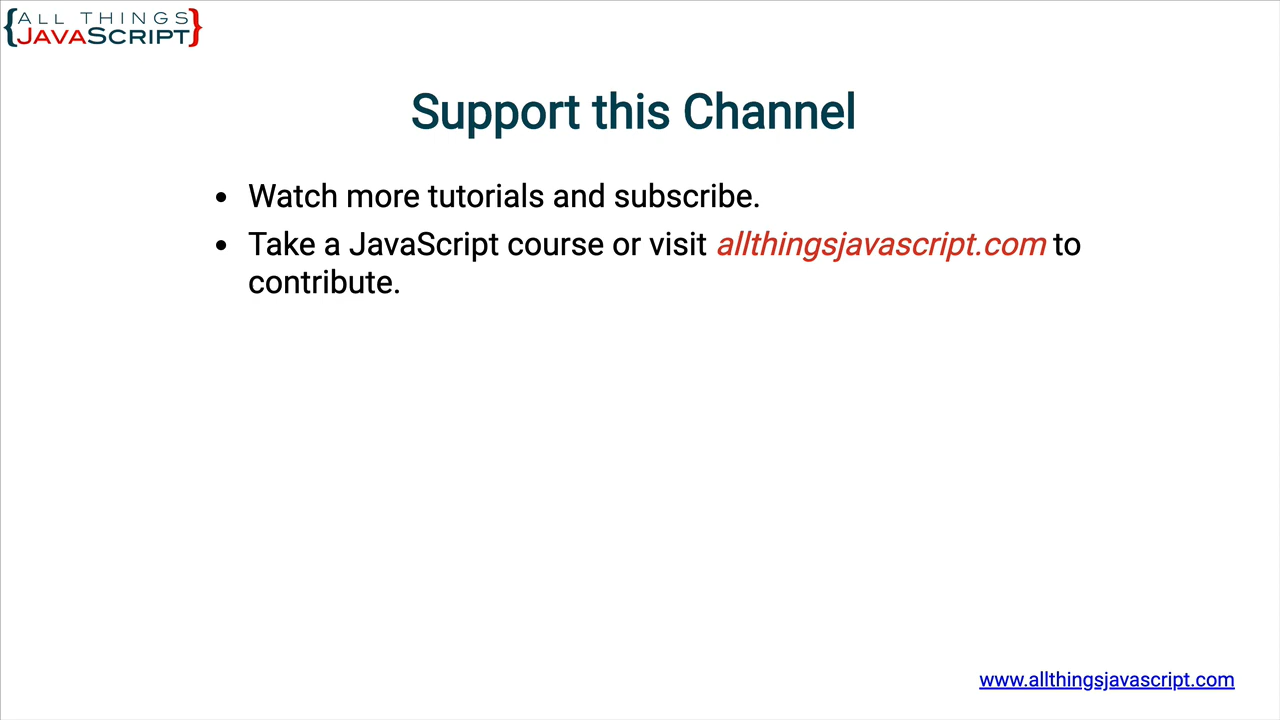 {ALL THINGS
JAVASCRIPT}
Support this Channel
• Watch more tutorials and subscribe.
• Take a JavaScript course or visit allthingsjavascript.com to
contribute.
www.allthingsjavascript.com